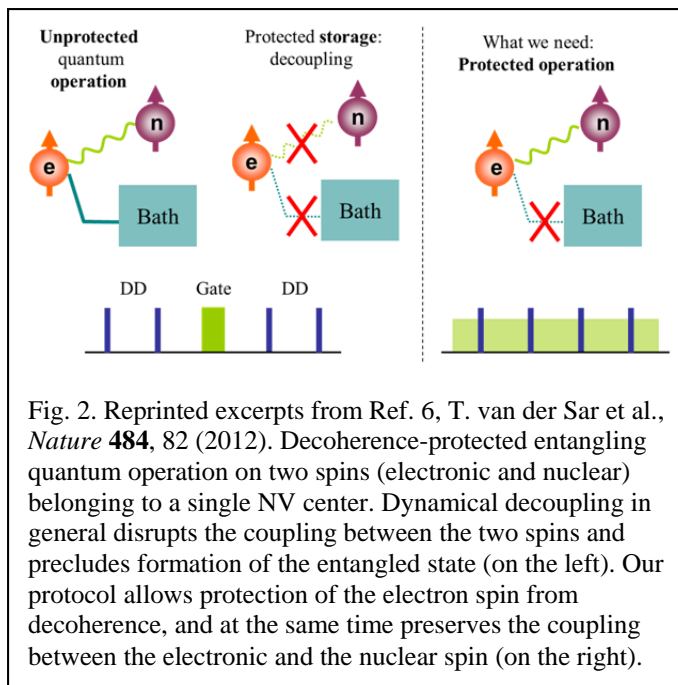 Unprotected
quantum
operation
Protected storage:
decoupling
What we need:
Protected operation
n
e
Bath
n
e
Bath
n
e
Bath
DD
Gate
DD
Fig. 2. Reprinted excerpts from Ref. 6, T. van der Sar et al.,
Nature 484, 82 (2012). Decoherence-protected entangling
quantum operation on two spins (electronic and nuclear)
belonging to a single NV center. Dynamical decoupling in
general disrupts the coupling between the two spins and
precludes formation of the entangled state (on the left). Our
protocol allows protection of the electron spin from
decoherence, and at the same time preserves the coupling
between the electronic and the nuclear spin (on the right).